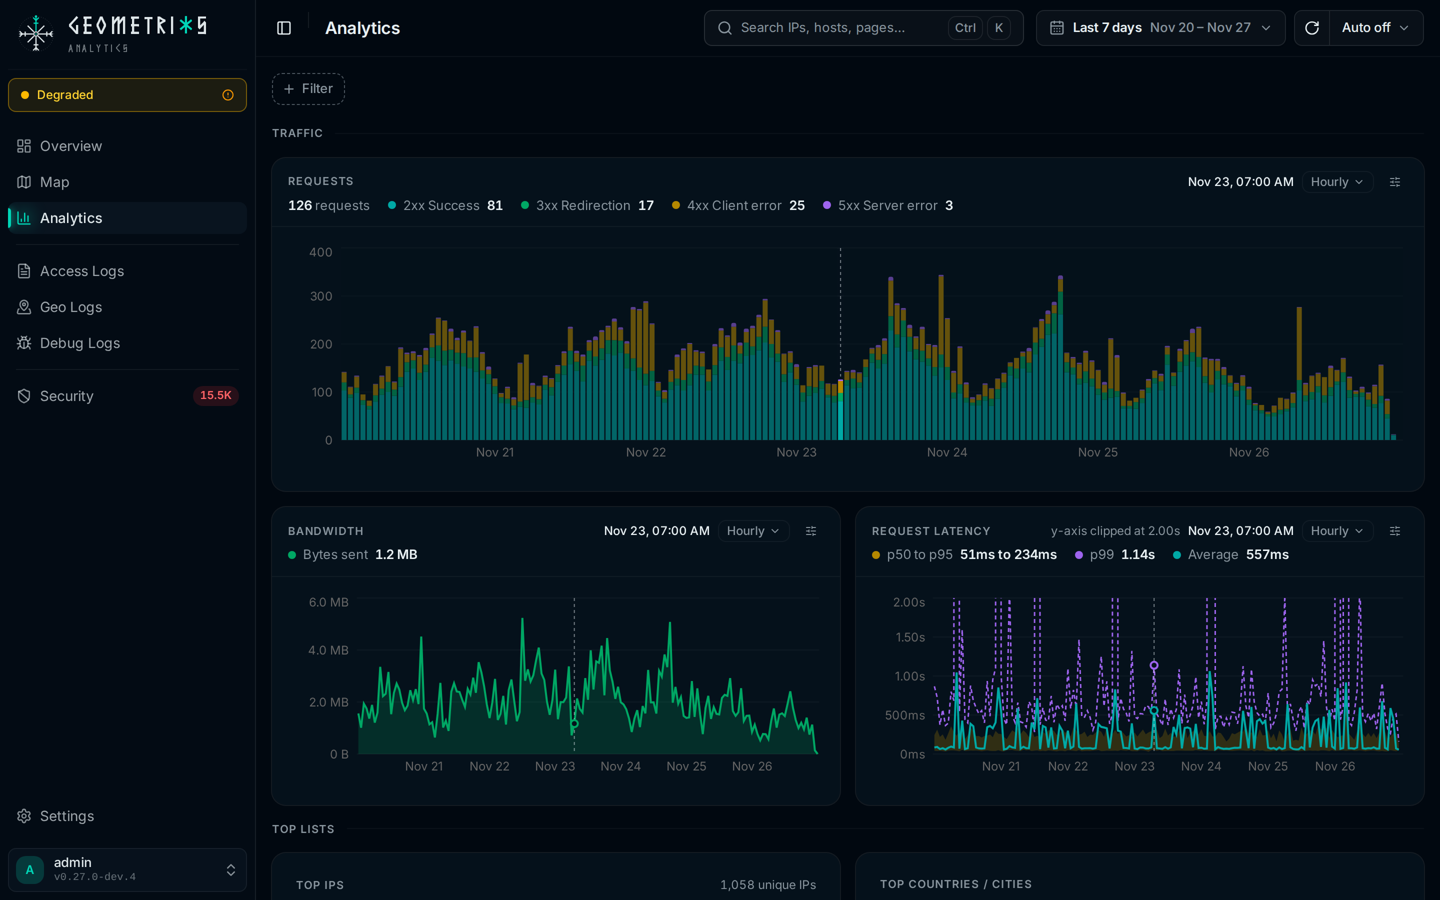 GEOMETRIKS
ANALYTICS
Degraded
Overview
Map
Analytics
Access Logs
Geo Logs
Debug Logs
Security 15.5K
Settings
A admin
v0.27.0-dev.4
Analytics
Search IPs, hosts, pages... Ctrl K
Last 7 days Nov 20 – Nov 27
Auto off
Filter
TRAFFIC
REQUESTS Nov 23, 07:00 AM Hourly
126 requests 2xx Success 81 3xx Redirection 17 4xx Client error 25 5xx Server error 3
400
300
200
100
0
Nov 21 Nov 22 Nov 23 Nov 24 Nov 25 Nov 26
BANDWIDTH Nov 23, 07:00 AM Hourly
Bytes sent 1.2 MB
6.0 MB
4.0 MB
2.0 MB
0 B
Nov 21 Nov 22 Nov 23 Nov 24 Nov 25 Nov 26
REQUEST LATENCY y-axis clipped at 2.00s Nov 23, 07:00 AM Hourly
p50 to p95 51ms to 234ms p99 1.14s Average 557ms
2.00s
1.50s
1.00s
500ms
0ms
Nov 21 Nov 22 Nov 23 Nov 24 Nov 25 Nov 26
TOP LISTS
TOP IPS 1,058 unique IPs
TOP COUNTRIES / CITIES